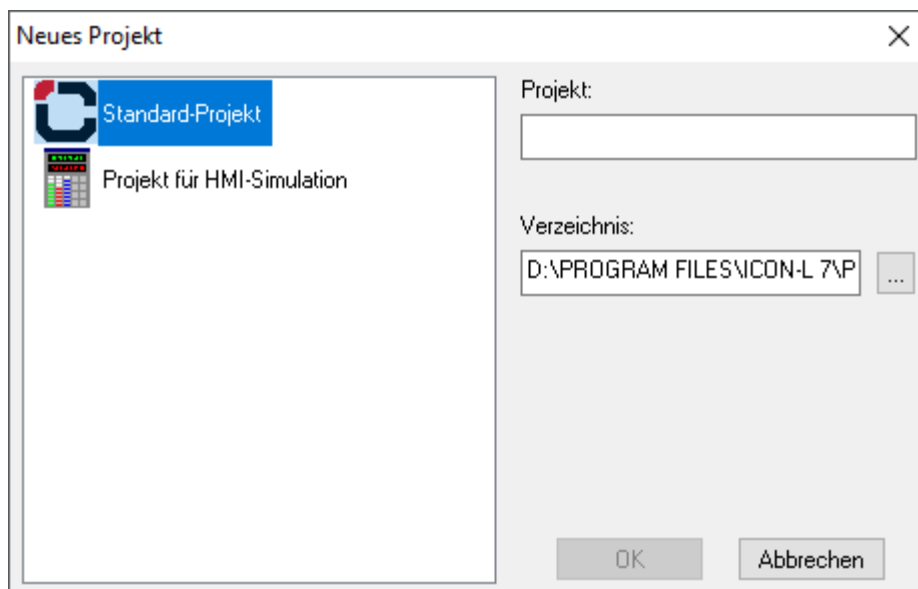 Neues Projekt
Standard-Projekt
Projekt für HMI-Simulation
Projekt:
Verzeichnis:
D:\PROGRAM FILES\ICON-L 7\P
...
OK
Abbrechen